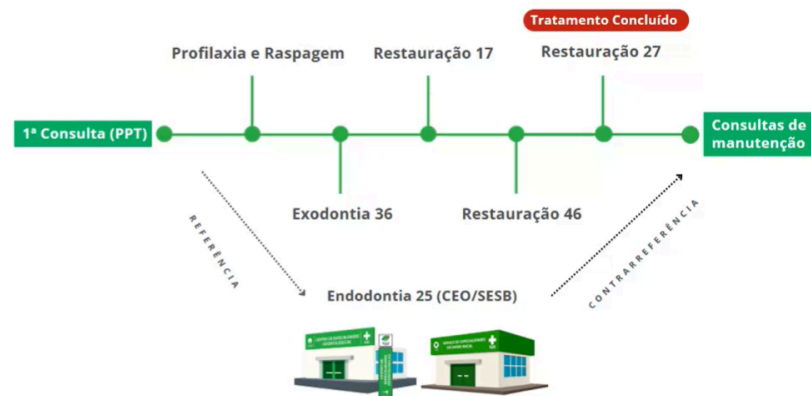 Tratamento Concluído
Profilaxia e Raspagem
Restauração 17
Restauração 27
1ª Consulta (PPT)
Consultas de
manutenção
Exodontia 36
Restauração 46
REFERÊNCIA
CONTRARREFERÊNCIA
Endodontia 25 (CEO/SESB)